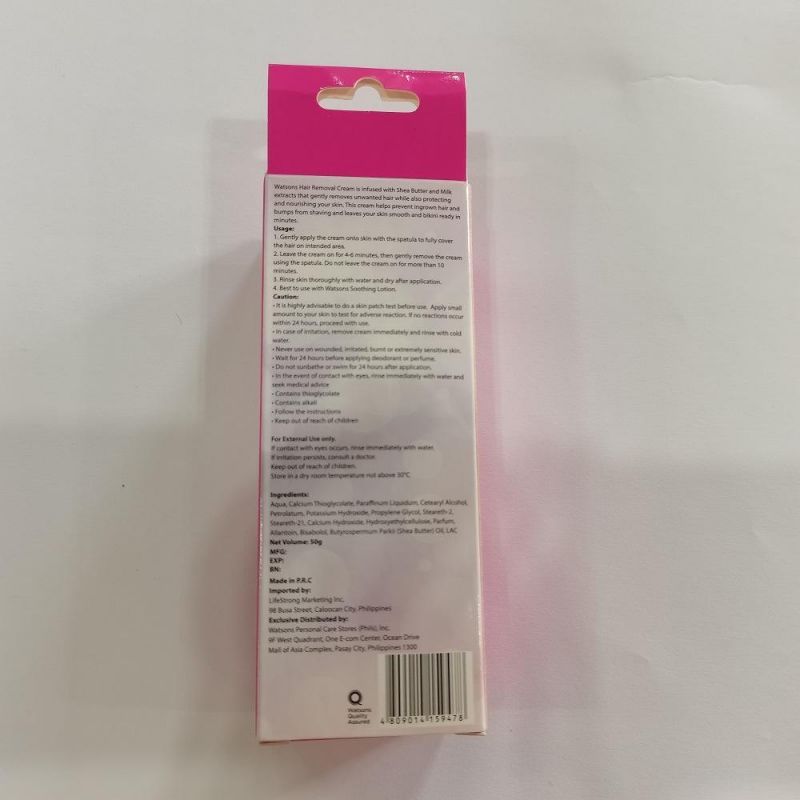 Watsons Hair Removal Cream is infused with Shea Butter and Milk
extracts that gently removes unwanted hair while also protecting
and nourishing your skin. This cream helps prevent ingrown hair and
bumps from shaving and leaves your skin smooth and bikini ready in
minutes.
Usage:
1. Gently apply the cream onto skin with the spatula to fully cover
the hair on intended area.
2. Leave the cream on for 4-6 minutes, then gently remove the cream
using the spatula. Do not leave the cream on for more than 10
minutes.
3. Rinse skin thoroughly with water and dry after application.
4. Best to use with Watsons Soothing Lotion.
Caution:
• It is highly advisable to do a skin patch test before use. Apply small
amount to your skin to test for adverse reaction. If no reactions occur
within 24 hours, proceed with use.
• In case of irritation, remove cream immediately and rinse with cold
water.
• Never use on wounded, irritated, burnt or extremely sensitive skin.
• Wait for 24 hours before applying deodorant or perfume.
• Do not sunbathe or swim for 24 hours after application.
• In the event of contact with eyes, rinse immediately with water and
seek medical advice
• Contains thioglycolate
• Contains alkali
• Follow the instructions
• Keep out of reach of children
For External Use only.
If contact with eyes occurs, rinse immediately with water.
If irritation persists, consult a doctor.
Keep out of reach of children.
Store in a dry room temperature not above 30°C
Ingredients:
Aqua, Calcium Thioglycolate, Paraffinum Liquidum, Cetearyl Alcohol,
Petrolatum, Potassium Hydroxide, Propylene Glycol, Steareth-2,
Steareth-21, Calcium Hydroxide, Hydroxyethylcellulose, Parfum,
Allantoin, Bisabolol, Butyrospermum Parkii (Shea Butter) Oil, LAC
Net Volume: 50g
MFG:
EXP:
BN:
Made in P.R.C
Imported by:
LifeStrong Marketing Inc.
98 Busa Street, Caloocan City, Philippines
Exclusive Distributed by:
Watsons Personal Care Stores (Phils), Inc.
9F West Quadrant, One E-com Center, Ocean Drive
Mall of Asia Complex, Pasay City, Philippines 1300
Watsons
Quality
Assured
4 809014 159478